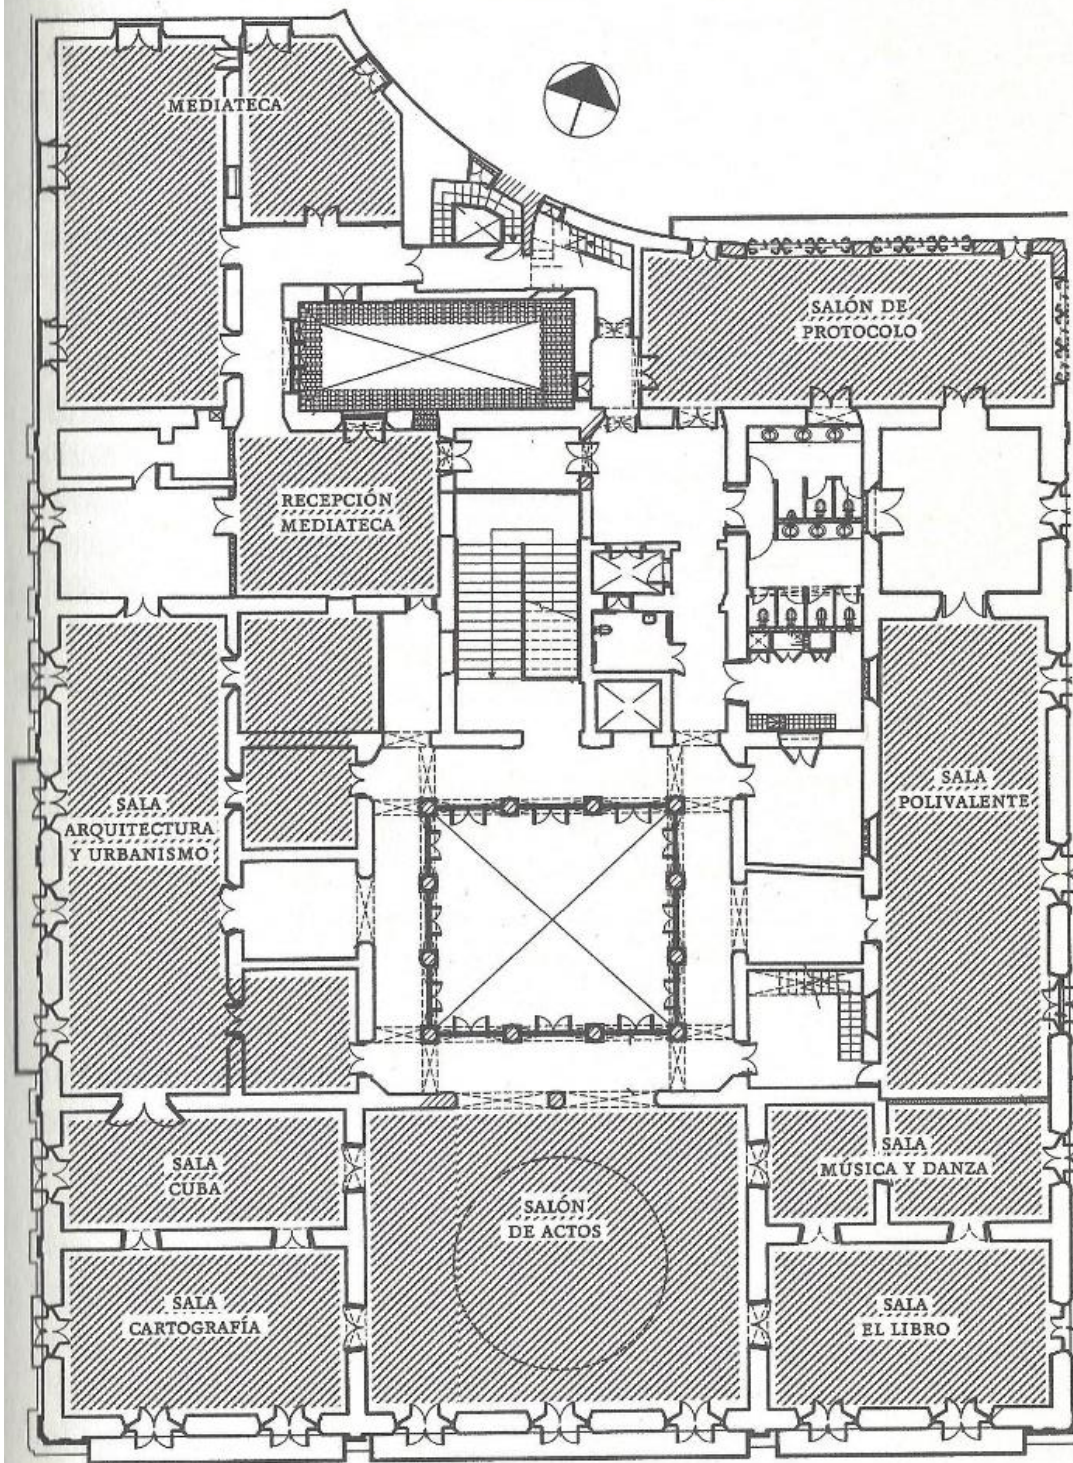 MEDIATECA
SALÓN DE
PROTOCOLO
RECEPCIÓN
MEDIATECA
SALA
ARQUITECTURA
Y URBANISMO
SALA
POLIVALENTE
SALA
CUBA
SALÓN
DE ACTOS
SALA
MÚSICA Y DANZA
SALA
CARTOGRAFÍA
SALA
EL LIBRO